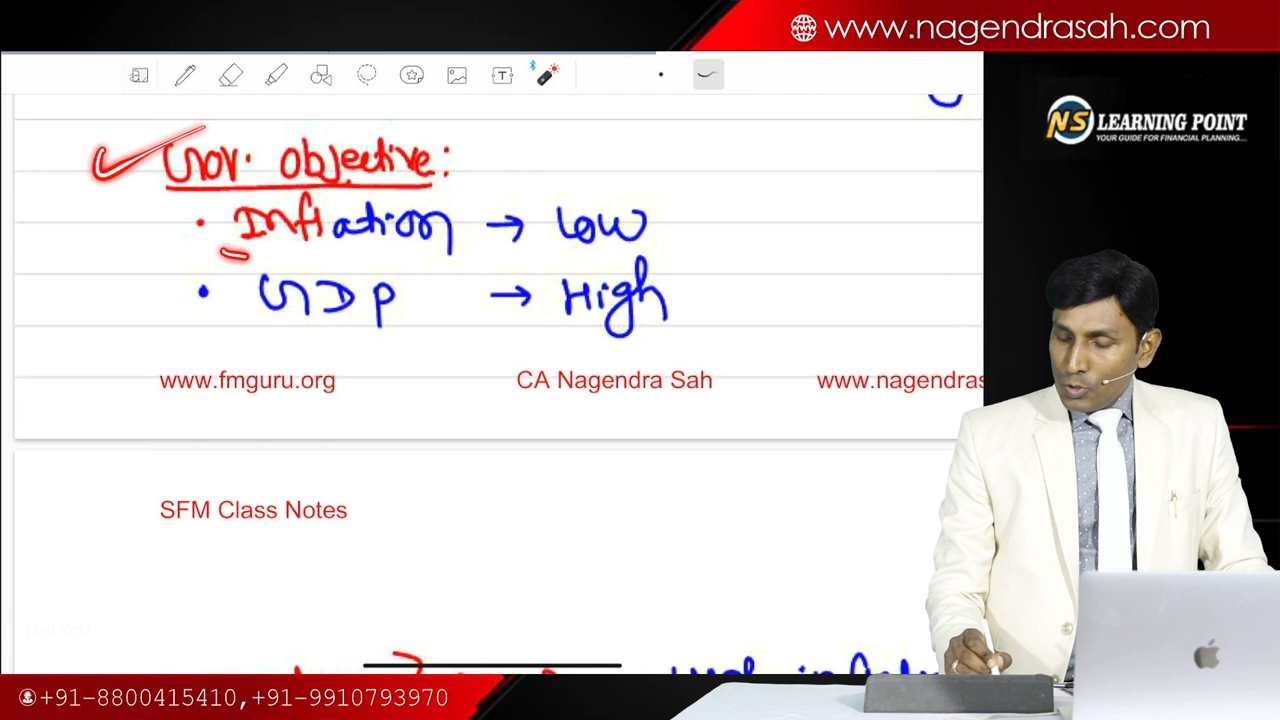 www.nagendrasah.com
NS LEARNING POINT
YOUR GUIDE FOR FINANCIAL PLANNING....
Gov. Objective:
• Inflation → Low
• GDP → High
www.fmguru.org CA Nagendra Sah www.nagendras
SFM Class Notes
High
+91-8800415410,+91-9910793970